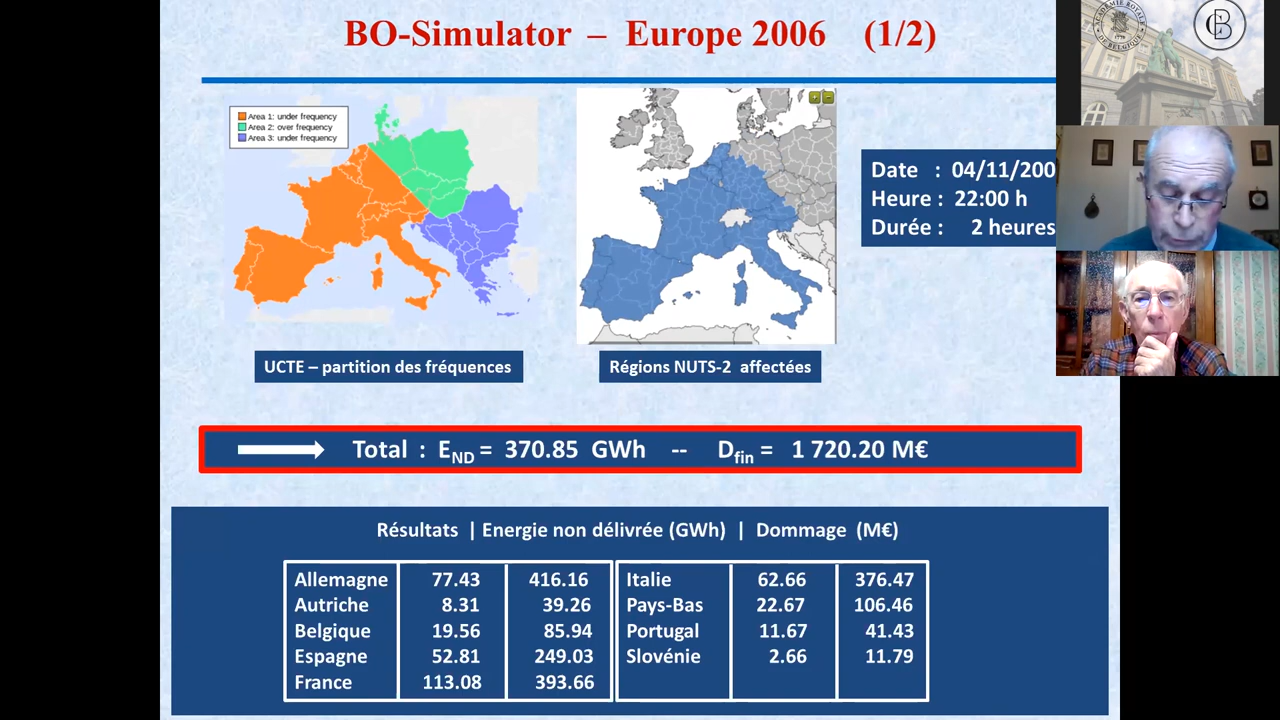 BO-Simulator – Europe 2006 (1/2)
ACADÉMIE ROYALE
DE BELGIQUE
Area 1: under frequency
Area 2: over frequency
Area 3: under frequency
Date : 04/11/200
Heure : 22:00 h
Durée : 2 heures
UCTE – partition des fréquences
Régions NUTS-2 affectées
Total : END = 370.85 GWh -- Dfin = 1 720.20 M€
Résultats | Energie non délivrée (GWh) | Dommage (M€)
Allemagne 77.43 416.16 Italie 62.66 376.47
Autriche 8.31 39.26 Pays-Bas 22.67 106.46
Belgique 19.56 85.94 Portugal 11.67 41.43
Espagne 52.81 249.03 Slovénie 2.66 11.79
France 113.08 393.66